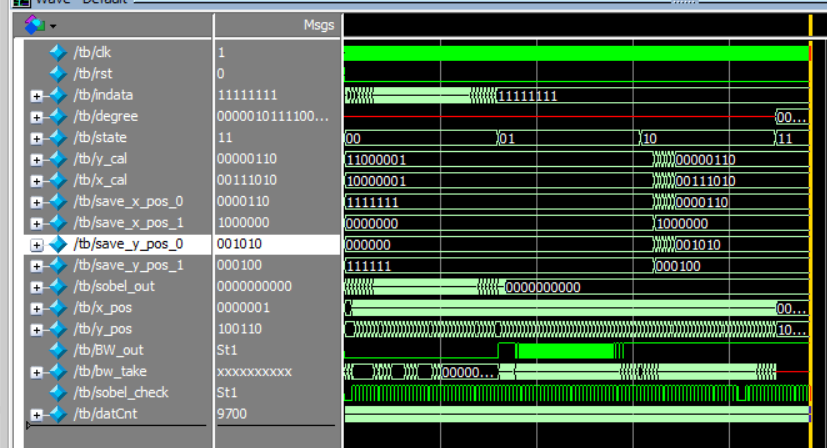 Wave - Default
Msgs
/tb/clk 1
/tb/rst 0
/tb/indata 11111111 11111111
/tb/degree 0000010111100... 00...
/tb/state 11 00 01 10 11
/tb/y_cal 00000110 11000001 00000110
/tb/x_cal 00111010 10000001 00111010
/tb/save_x_pos_0 0000110 1111111 0000110
/tb/save_x_pos_1 1000000 0000000 1000000
/tb/save_y_pos_0 001010 000000 001010
/tb/save_y_pos_1 000100 111111 000100
/tb/sobel_out 0000000000 0000000000
/tb/x_pos 0000001 00...
/tb/y_pos 100110 10...
/tb/BW_out St1
/tb/bw_take xxxxxxxxxx 00000...
/tb/sobel_check St1
/tb/datCnt 9700